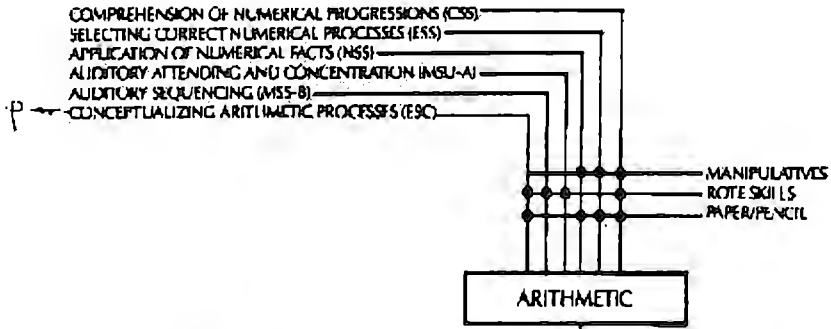 COMPREHENSION OF NUMERICAL PROGRESSIONS (CSS)
SELECTING CORRECT NUMERICAL PROCESSES (ESS)
APPLICATION OF NUMERICAL FACTS (NSS)
AUDITORY ATTENDING AND CONCENTRATION (MSU-A)
AUDITORY SEQUENCING (MSS-B)
P
CONCEPTUALIZING ARITHMETIC PROCESSES (ESC)
MANIPULATIVES
ROTE SKILLS
PAPER/PENCIL
ARITHMETIC